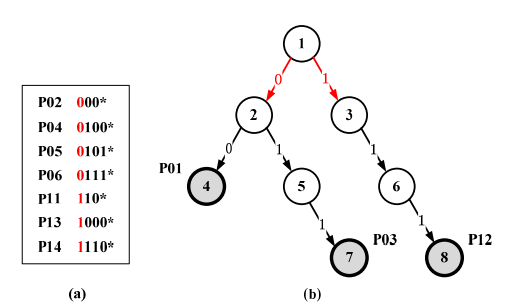 P02 000*
P04 0100*
P05 0101*
P06 0111*
P11 110*
P13 1000*
P14 1110*
(a)
1
0 1
2 3
0 1 1
P01 4 5 6
1 1
7 P03 8 P12
(b)